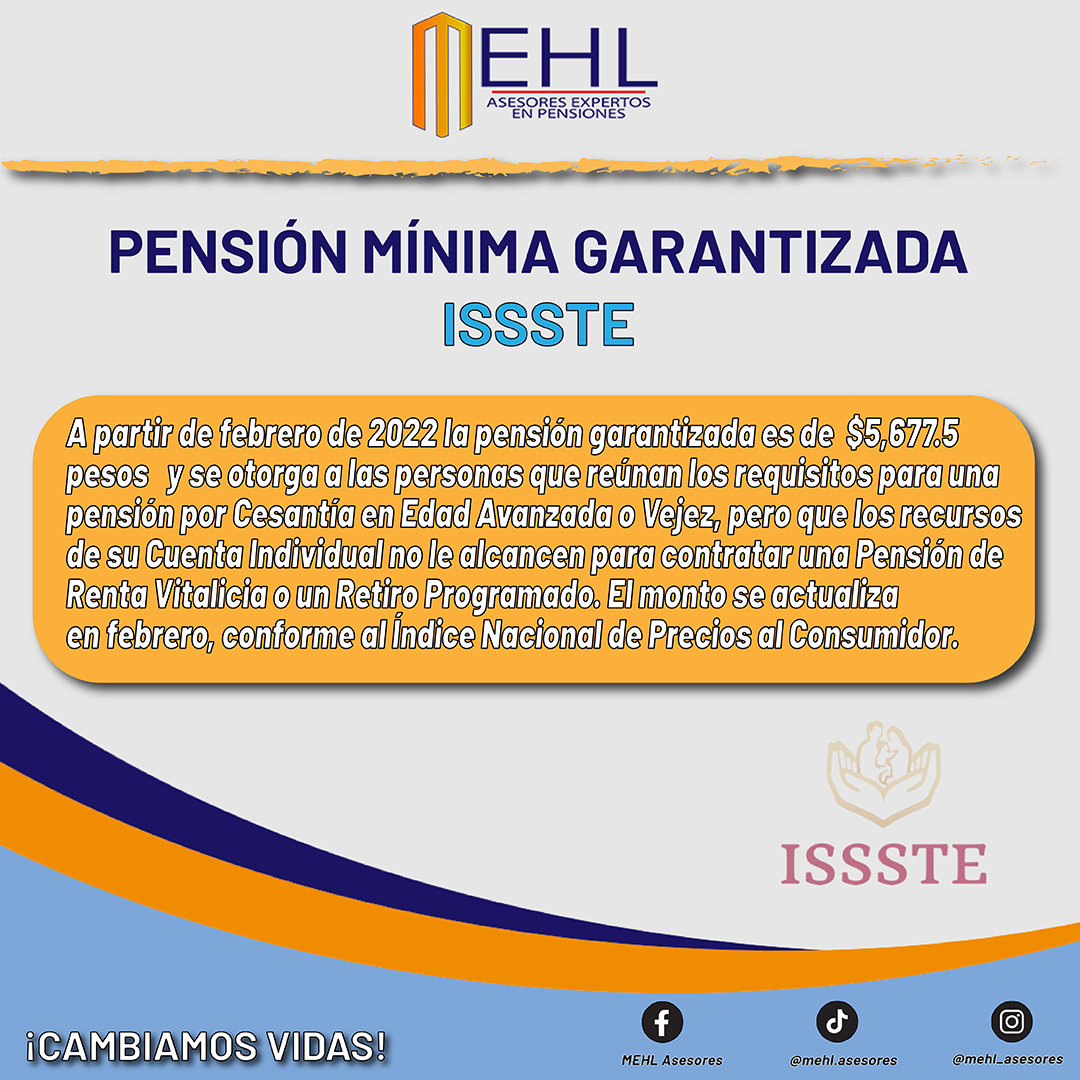 MEHL
ASESORES EXPERTOS
EN PENSIONES
PENSIÓN MÍNIMA GARANTIZADA
ISSSTE
A partir de febrero de 2022 la pensión garantizada es de $5,677.5
pesos y se otorga a las personas que reúnan los requisitos para una
pensión por Cesantía en Edad Avanzada o Vejez, pero que los recursos
de su Cuenta Individual no le alcancen para contratar una Pensión de
Renta Vitalicia o un Retiro Programado. El monto se actualiza
en febrero, conforme al Índice Nacional de Precios al Consumidor.
ISSSTE
¡CAMBIAMOS VIDAS!
MEHL Asesores
@mehl.asesores
@mehl_asesores